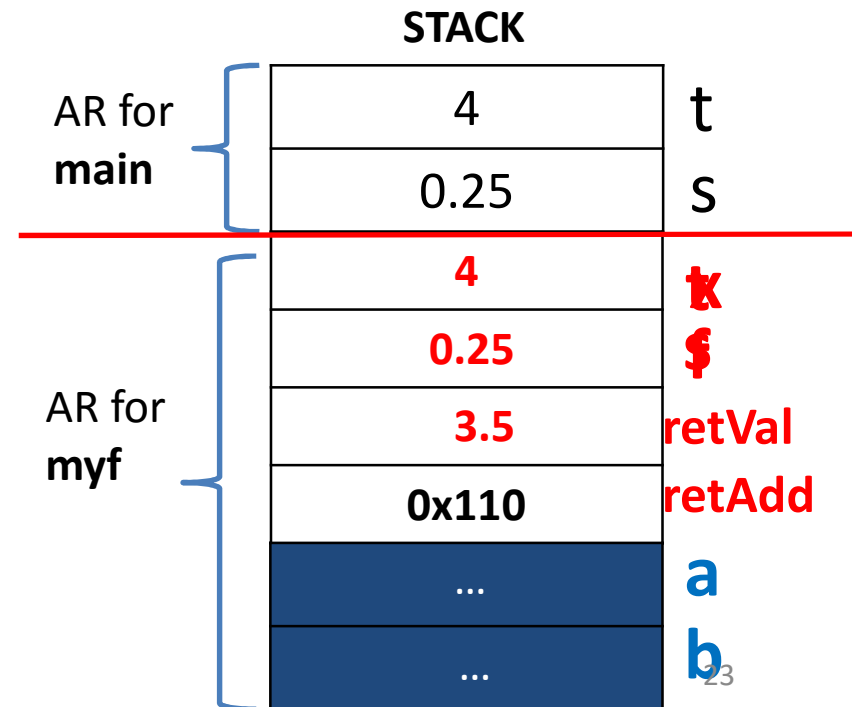 STACK
AR for
main
4 t
0.25 s
AR for
myf
4
0.25
3.5 retVal
0x110 retAdd
... a
... b
23